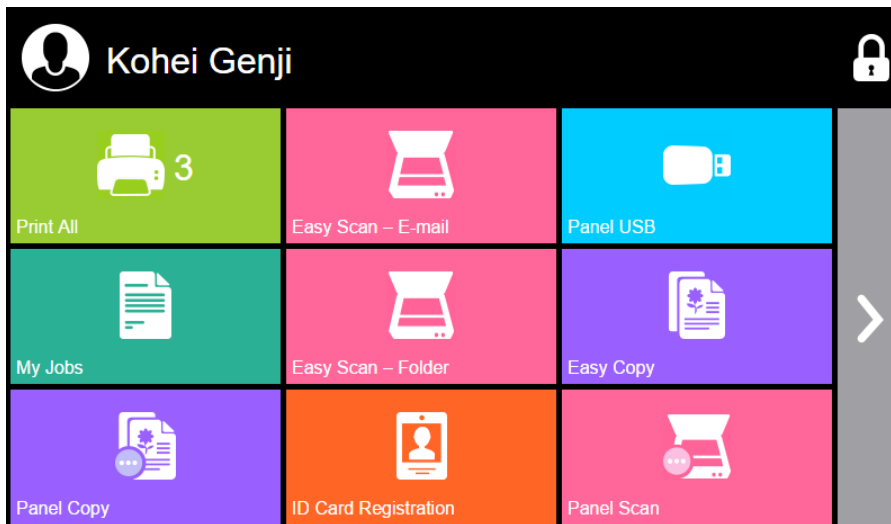 Kohei Genji
3
Print All
Easy Scan – E-mail
Panel USB
My Jobs
Easy Scan – Folder
Easy Copy
Panel Copy
ID Card Registration
Panel Scan